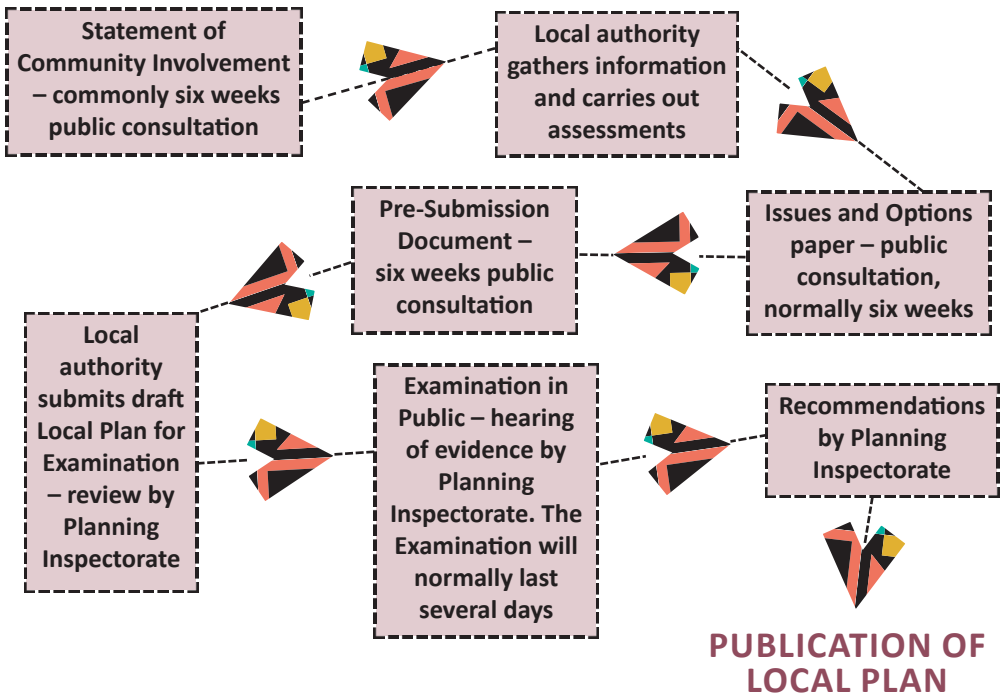 Statement of
Community Involvement
– commonly six weeks
public consultation
Local authority
gathers information
and carries out
assessments
Issues and Options
paper – public
consultation,
normally six weeks
Pre-Submission
Document –
six weeks public
consultation
Local
authority
submits draft
Local Plan for
Examination
– review by
Planning
Inspectorate
Examination in
Public – hearing
of evidence by
Planning
Inspectorate. The
Examination will
normally last
several days
Recommendations
by Planning
Inspectorate
PUBLICATION OF
LOCAL PLAN